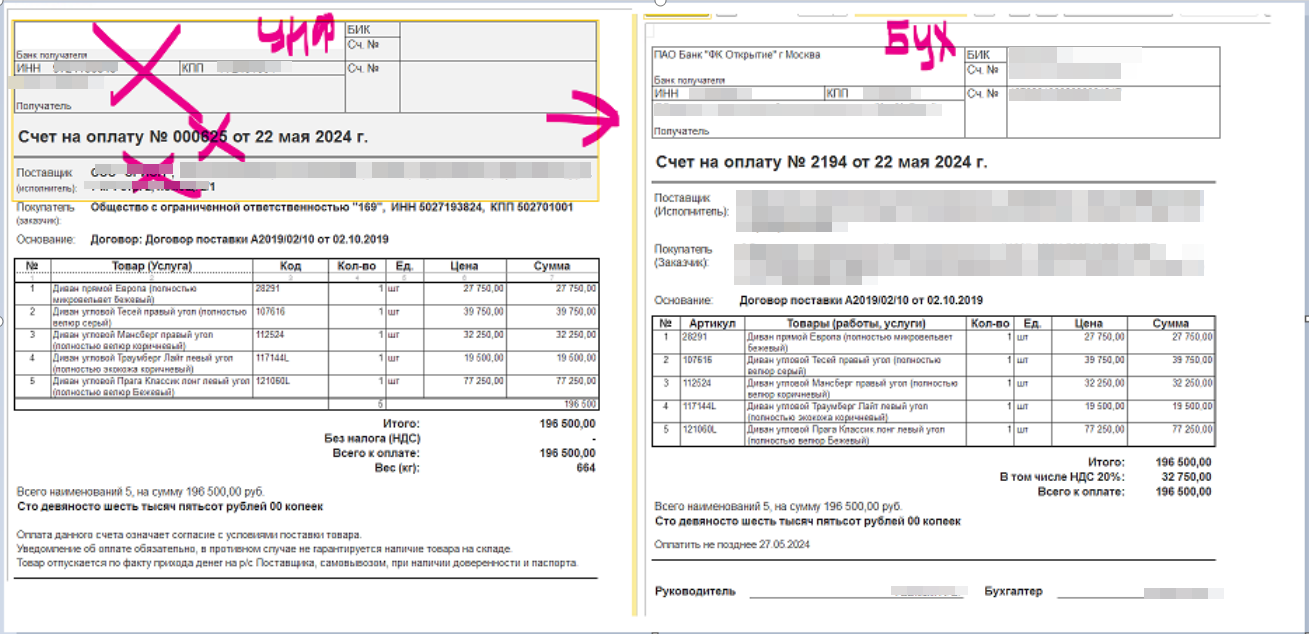 УНФ
БИК
Сч. №
Банк получателя
ИНН КПП Сч. №
Получатель
Счет на оплату № 000625 от 22 мая 2024 г.
Поставщик
(исполнитель):
Покупатель Общество с ограниченной ответственностью "169", ИНН 5027193824, КПП 502701001
(заказчик):
Основание: Договор: Договор поставки А2019/02/10 от 02.10.2019
№ Товар (Услуга) Код Кол-во Ед. Цена Сумма
1 2 3 4 5 6 7
1 Диван прямой Европа (полностью 28291 1 шт 27 750,00 27 750,00
микровельвет Бежевый)
2 Диван угловой Тесей правый угол (полностью 107616 1 шт 39 750,00 39 750,00
велюр серый)
3 Диван угловой Мансберг правый угол 112524 1 шт 32 250,00 32 250,00
(полностью велюр коричневый)
4 Диван угловой Траумберг Лайт левый угол 117144L 1 шт 19 500,00 19 500,00
(полностью экокожа коричневый)
5 Диван угловой Прага Классик лонг левый угол 121060L 1 шт 77 250,00 77 250,00
(полностью велюр Бежевый)
5 196 500
Итого: 196 500,00
Без налога (НДС) -
Всего к оплате: 196 500,00
Вес (кг): 664
Всего наименований 5, на сумму 196 500,00 руб.
Сто девяносто шесть тысяч пятьсот рублей 00 копеек
Оплата данного счета означает согласие с условиями поставки товара.
Уведомление об оплате обязательно, в противном случае не гарантируется наличие товара на складе.
Товар отпускается по факту прихода денег на р/с Поставщика, самовывозом, при наличии доверенности и паспорта.
БУХ
ПАО Банк "ФК Открытие" г Москва БИК
Сч. №
Банк получателя
ИНН КПП Сч. №
Получатель
Счет на оплату № 2194 от 22 мая 2024 г.
Поставщик
(Исполнитель):
Покупатель
(Заказчик):
Основание: Договор поставки А2019/02/10 от 02.10.2019
№ Артикул Товары (работы, услуги) Кол-во Ед. Цена Сумма
1 28291 Диван прямой Европа (полностью микровельвет 1 шт 27 750,00 27 750,00
бежевый)
2 107616 Диван угловой Тесей правый угол (полностью 1 шт 39 750,00 39 750,00
велюр серый)
3 112524 Диван угловой Мансберг правый угол (полностью 1 шт 32 250,00 32 250,00
велюр коричневый)
4 117144L Диван угловой Траумберг Лайт левый угол 1 шт 19 500,00 19 500,00
(полностью экокожа коричневый)
5 121060L Диван угловой Прага Классик лонг левый угол 1 шт 77 250,00 77 250,00
(полностью велюр Бежевый)
Итого: 196 500,00
В том числе НДС 20%: 32 750,00
Всего к оплате: 196 500,00
Всего наименований 5, на сумму 196 500,00 руб.
Сто девяносто шесть тысяч пятьсот рублей 00 копеек
Оплатить не позднее 27.05.2024
Руководитель Бухгалтер